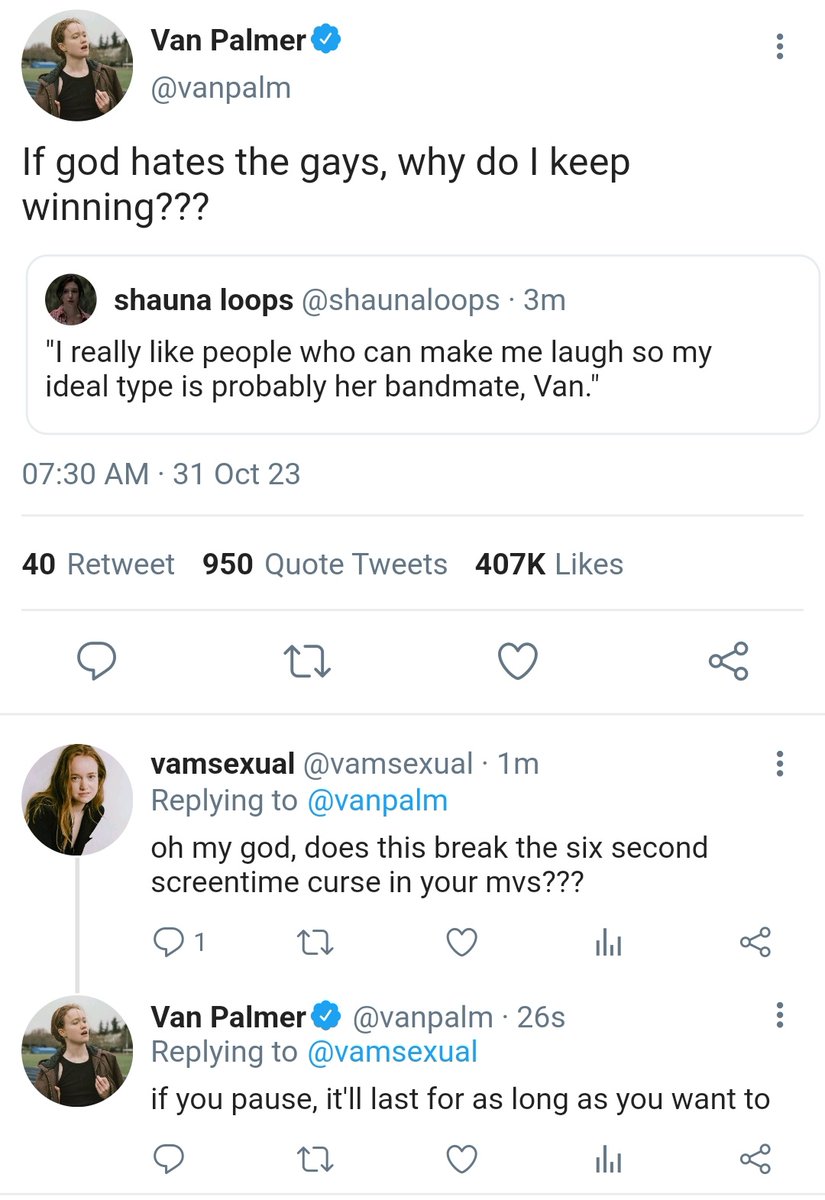 Van Palmer
@vanpalm
If god hates the gays, why do I keep
winning???
shauna loops @shaunaloops · 3m
"I really like people who can make me laugh so my
ideal type is probably her bandmate, Van."
07:30 AM · 31 Oct 23
40 Retweet 950 Quote Tweets 407K Likes
vamsexual @vamsexual · 1m
Replying to @vanpalm
oh my god, does this break the six second
screentime curse in your mvs???
1
Van Palmer @vanpalm · 26s
Replying to @vamsexual
if you pause, it'll last for as long as you want to